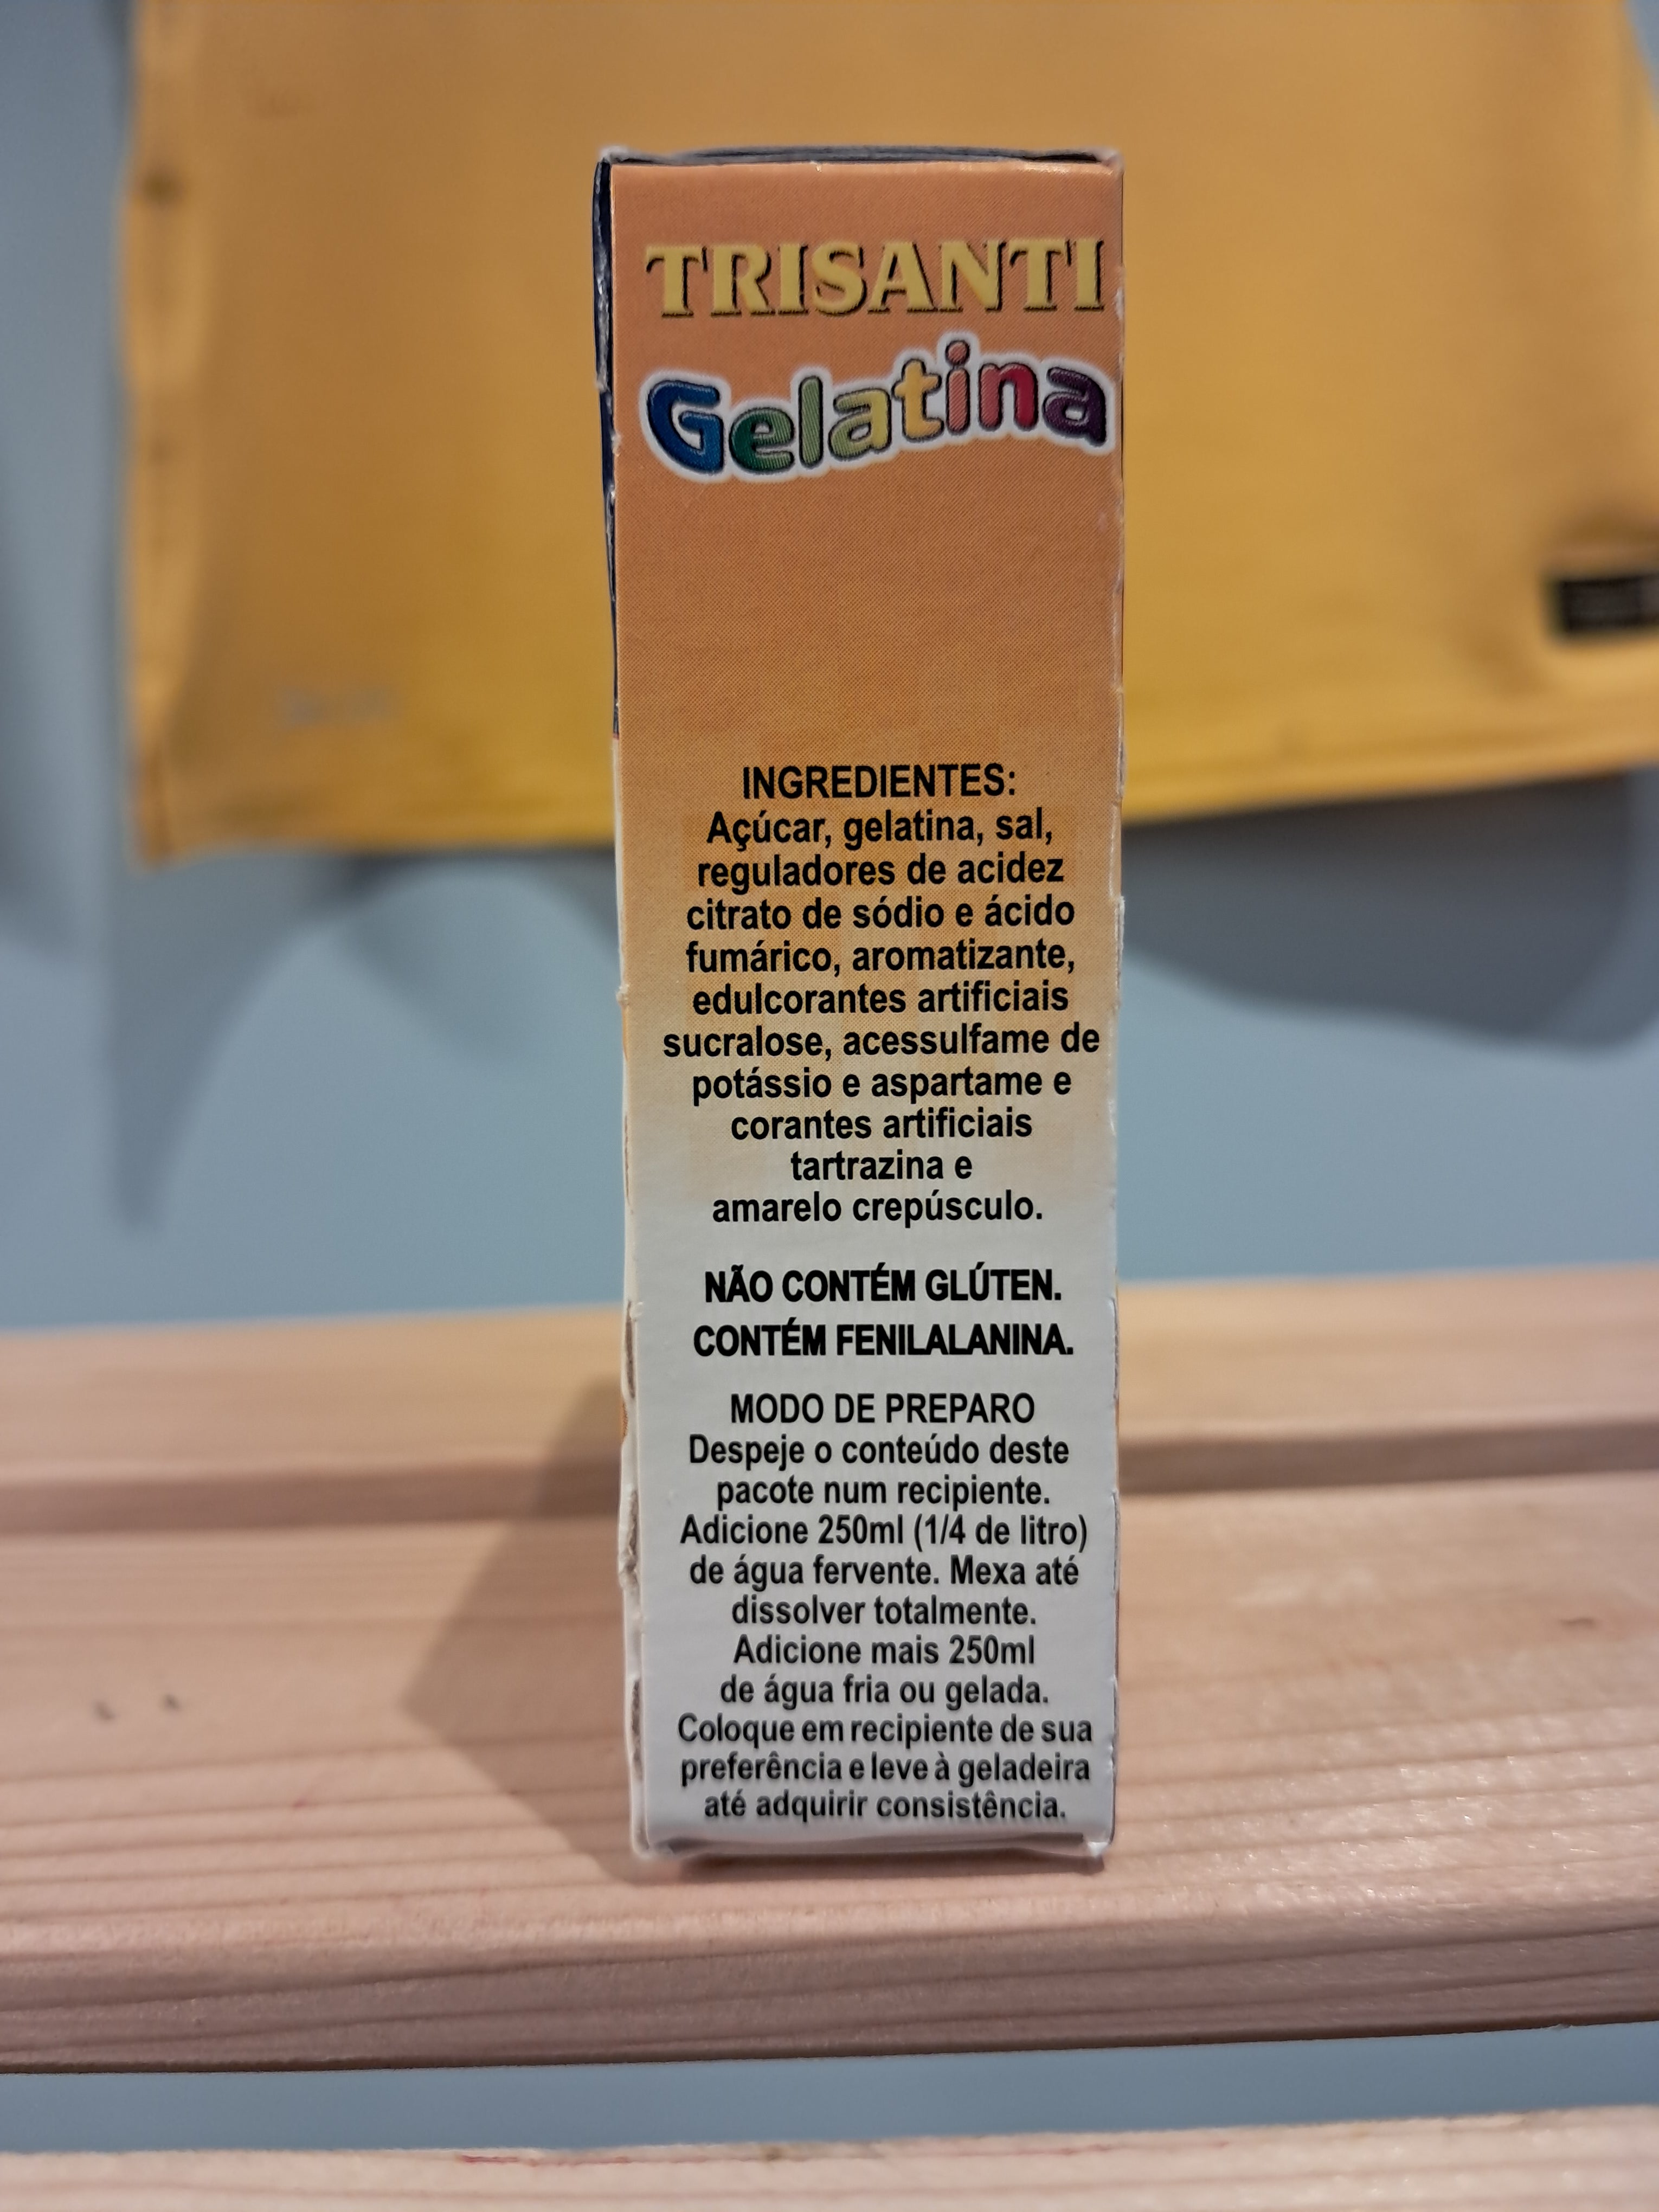 TRISANTI
Gelatina
INGREDIENTES:
Açúcar, gelatina, sal,
reguladores de acidez
citrato de sódio e ácido
fumárico, aromatizante,
edulcorantes artificiais
sucralose, acessulfame de
potássio e aspartame e
corantes artificiais
tartrazina e
amarelo crepúsculo.
NÃO CONTÉM GLÚTEN.
CONTÉM FENILALANINA.
MODO DE PREPARO
Despeje o conteúdo deste
pacote num recipiente.
Adicione 250ml (1/4 de litro)
de água fervente. Mexa até
dissolver totalmente.
Adicione mais 250ml
de água fria ou gelada.
Coloque em recipiente de sua
preferência e leve à geladeira
até adquirir consistência.